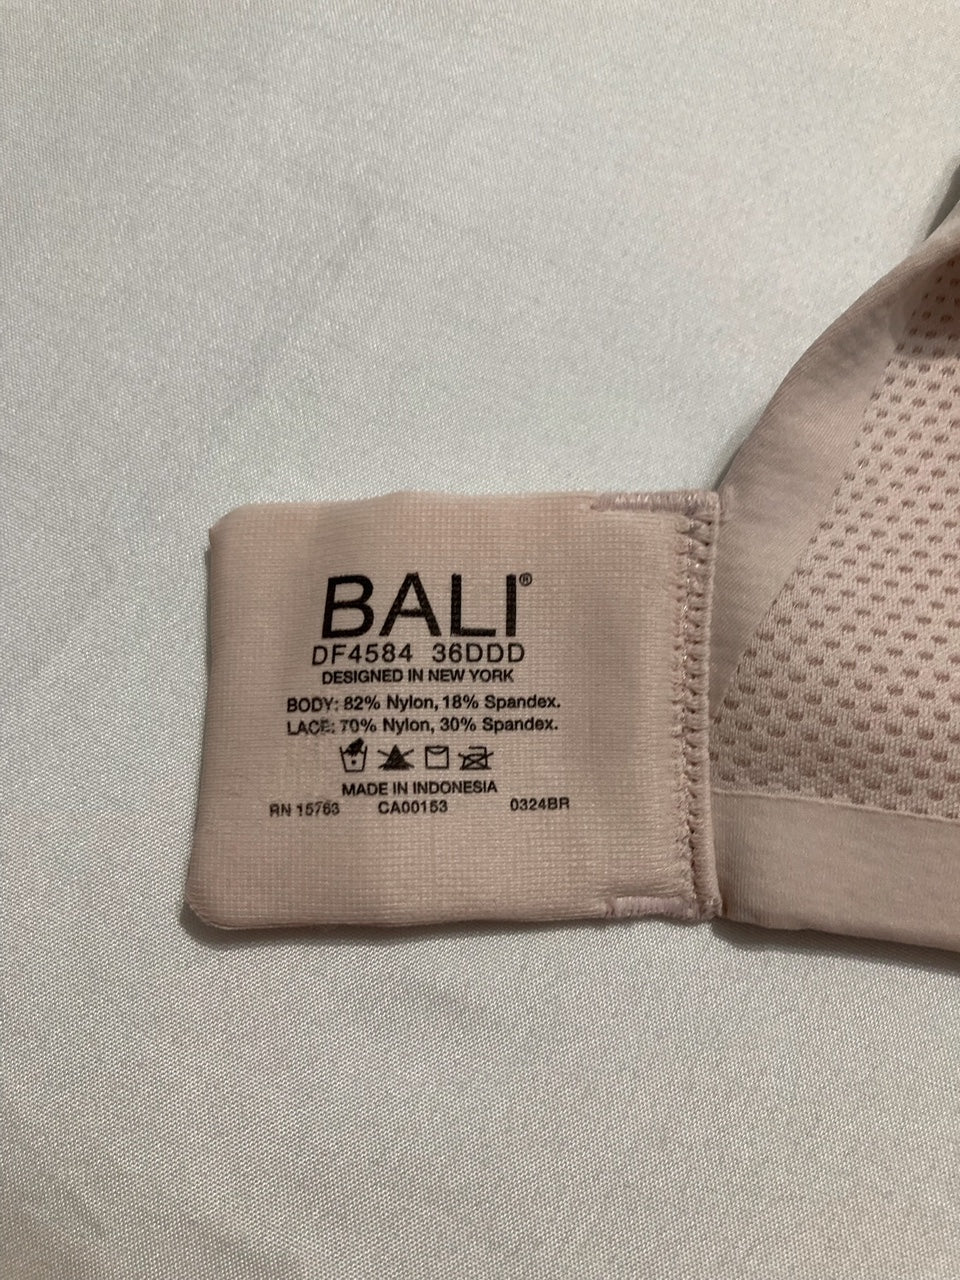 BALI®
DF4584 36DDD
DESIGNED IN NEW YORK
BODY: 82% Nylon, 18% Spandex.
LACE: 70% Nylon, 30% Spandex.
MADE IN INDONESIA
RN 15763 CA00153 0324BR